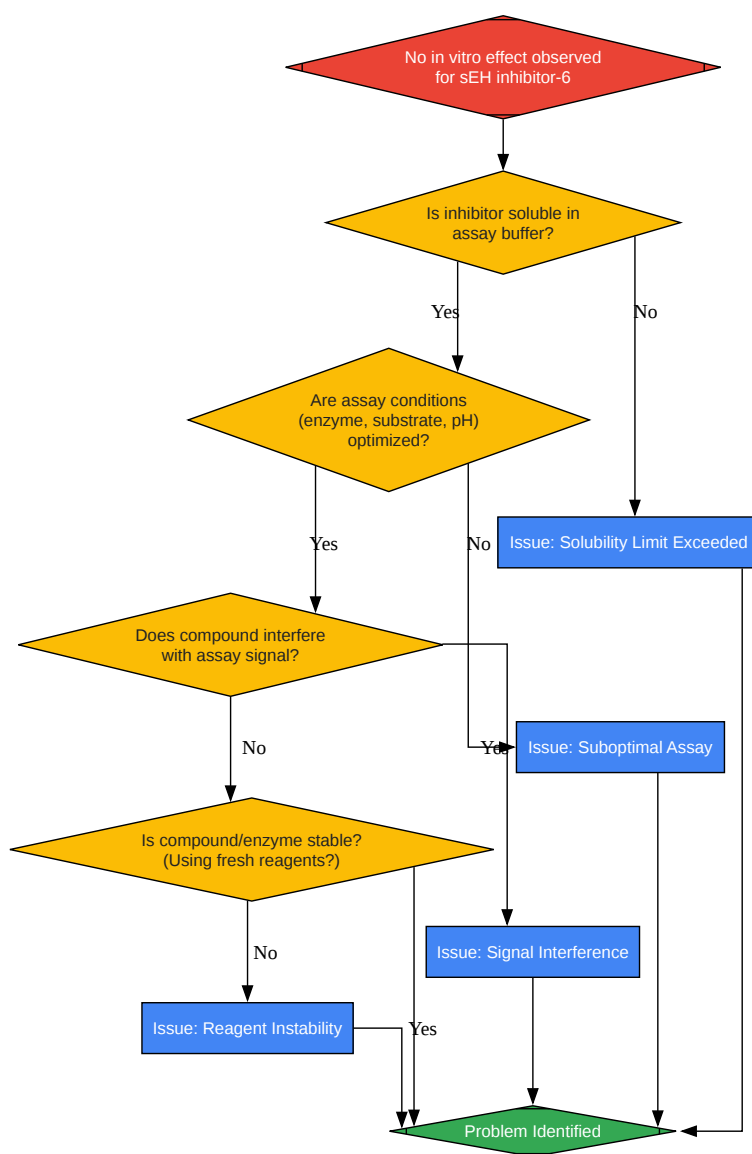 No in vitro effect observed
for sEH inhibitor-6
Is inhibitor soluble in
assay buffer?
Yes
No
Are assay conditions
(enzyme, substrate, pH)
optimized?
Yes
No
Issue: Solubility Limit Exceeded
Does compound interfere
with assay signal?
No
Yes
Issue: Suboptimal Assay
Is compound/enzyme stable?
(Using fresh reagents?)
No
Issue: Signal Interference
Issue: Reagent Instability
Yes
Problem Identified